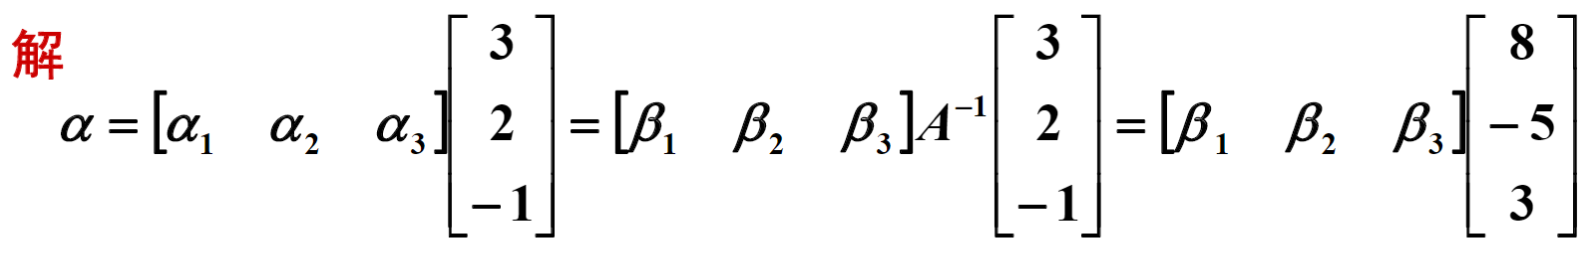 解
α = [α₁ α₂ α₃] [3 2 −1] = [β₁ β₂ β₃] A⁻¹ [3 2 −1] = [β₁ β₂ β₃] [8 −5 3]